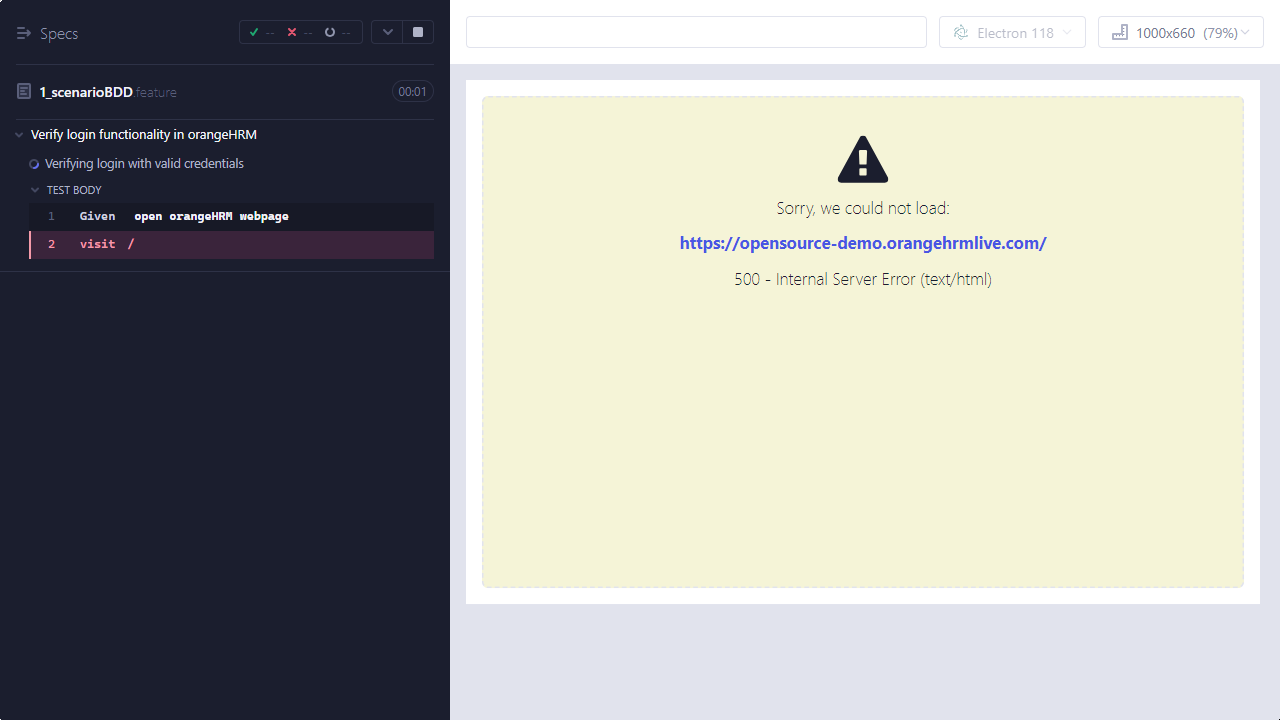 Specs
-- -- --
1_scenarioBDD.feature 00:01
Verify login functionality in orangeHRM
Verifying login with valid credentials
TEST BODY
1 Given open orangeHRM webpage
2 visit /
Electron 118
1000x660 (79%)
Sorry, we could not load:
https://opensource-demo.orangehrmlive.com/
500 - Internal Server Error (text/html)